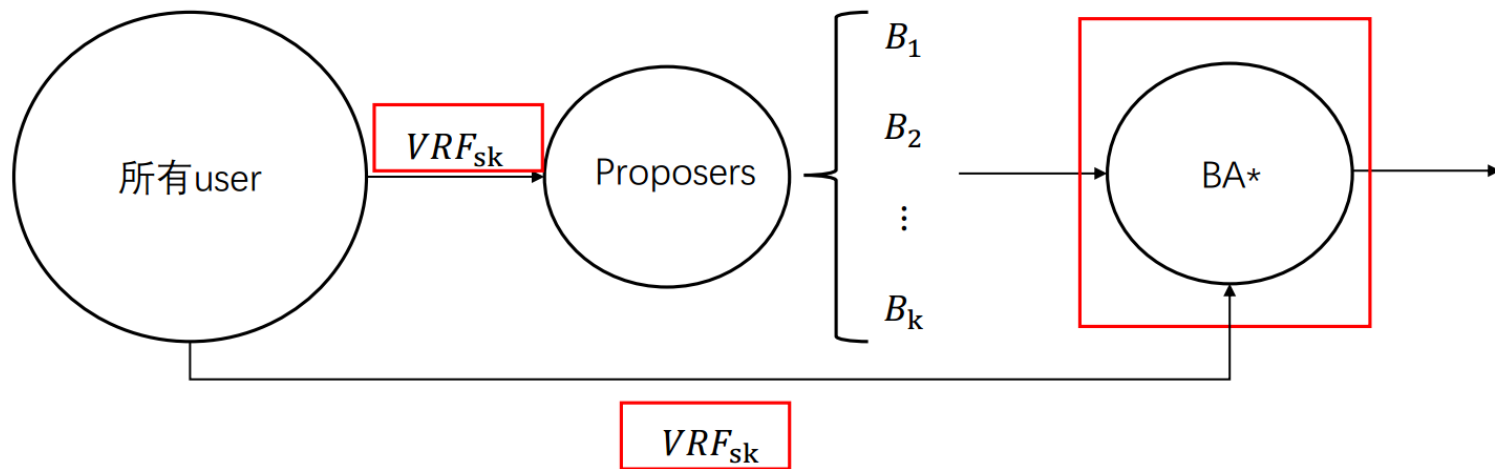 所有user
VRF_sk
Proposers
B_1
B_2
⋮
B_k
BA*
VRF_sk